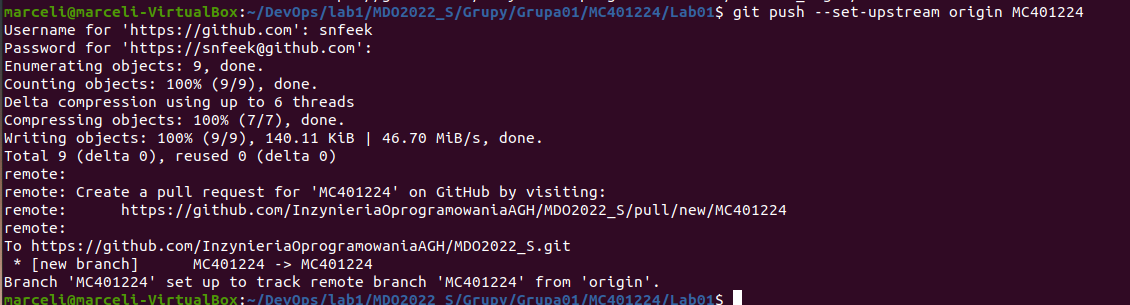 marceli@marceli-VirtualBox:~/DevOps/lab1/MDO2022_S/Grupy/Grupa01/MC401224/Lab01$ git push --set-upstream origin MC401224
Username for 'https://github.com': snfeek
Password for 'https://snfeek@github.com':
Enumerating objects: 9, done.
Counting objects: 100% (9/9), done.
Delta compression using up to 6 threads
Compressing objects: 100% (7/7), done.
Writing objects: 100% (9/9), 140.11 KiB | 46.70 MiB/s, done.
Total 9 (delta 0), reused 0 (delta 0)
remote:
remote: Create a pull request for 'MC401224' on GitHub by visiting:
remote:      https://github.com/InzynieriaOprogramowaniaAGH/MDO2022_S/pull/new/MC401224
remote:
To https://github.com/InzynieriaOprogramowaniaAGH/MDO2022_S.git
 * [new branch]      MC401224 -> MC401224
Branch 'MC401224' set up to track remote branch 'MC401224' from 'origin'.
marceli@marceli-VirtualBox:~/DevOps/lab1/MDO2022_S/Grupy/Grupa01/MC401224/Lab01$